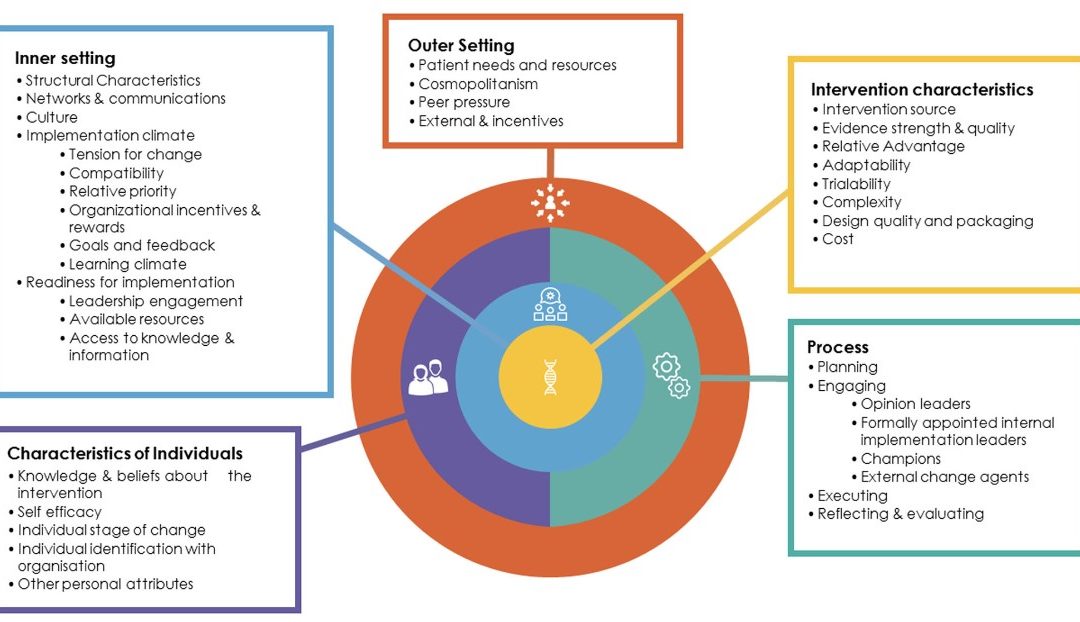 Inner setting
• Structural Characteristics
• Networks & communications
• Culture
• Implementation climate
• Tension for change
• Compatibility
• Relative priority
• Organizational incentives &
rewards
• Goals and feedback
• Learning climate
• Readiness for implementation
• Leadership engagement
• Available resources
• Access to knowledge &
information
Outer Setting
• Patient needs and resources
• Cosmopolitanism
• Peer pressure
• External & incentives
Intervention characteristics
• Intervention source
• Evidence strength & quality
• Relative Advantage
• Adaptability
• Trialability
• Complexity
• Design quality and packaging
• Cost
Process
• Planning
• Engaging
• Opinion leaders
• Formally appointed internal
implementation leaders
• Champions
• External change agents
• Executing
• Reflecting & evaluating
Characteristics of Individuals
• Knowledge & beliefs about the
intervention
• Self efficacy
• Individual stage of change
• Individual identification with
organisation
• Other personal attributes